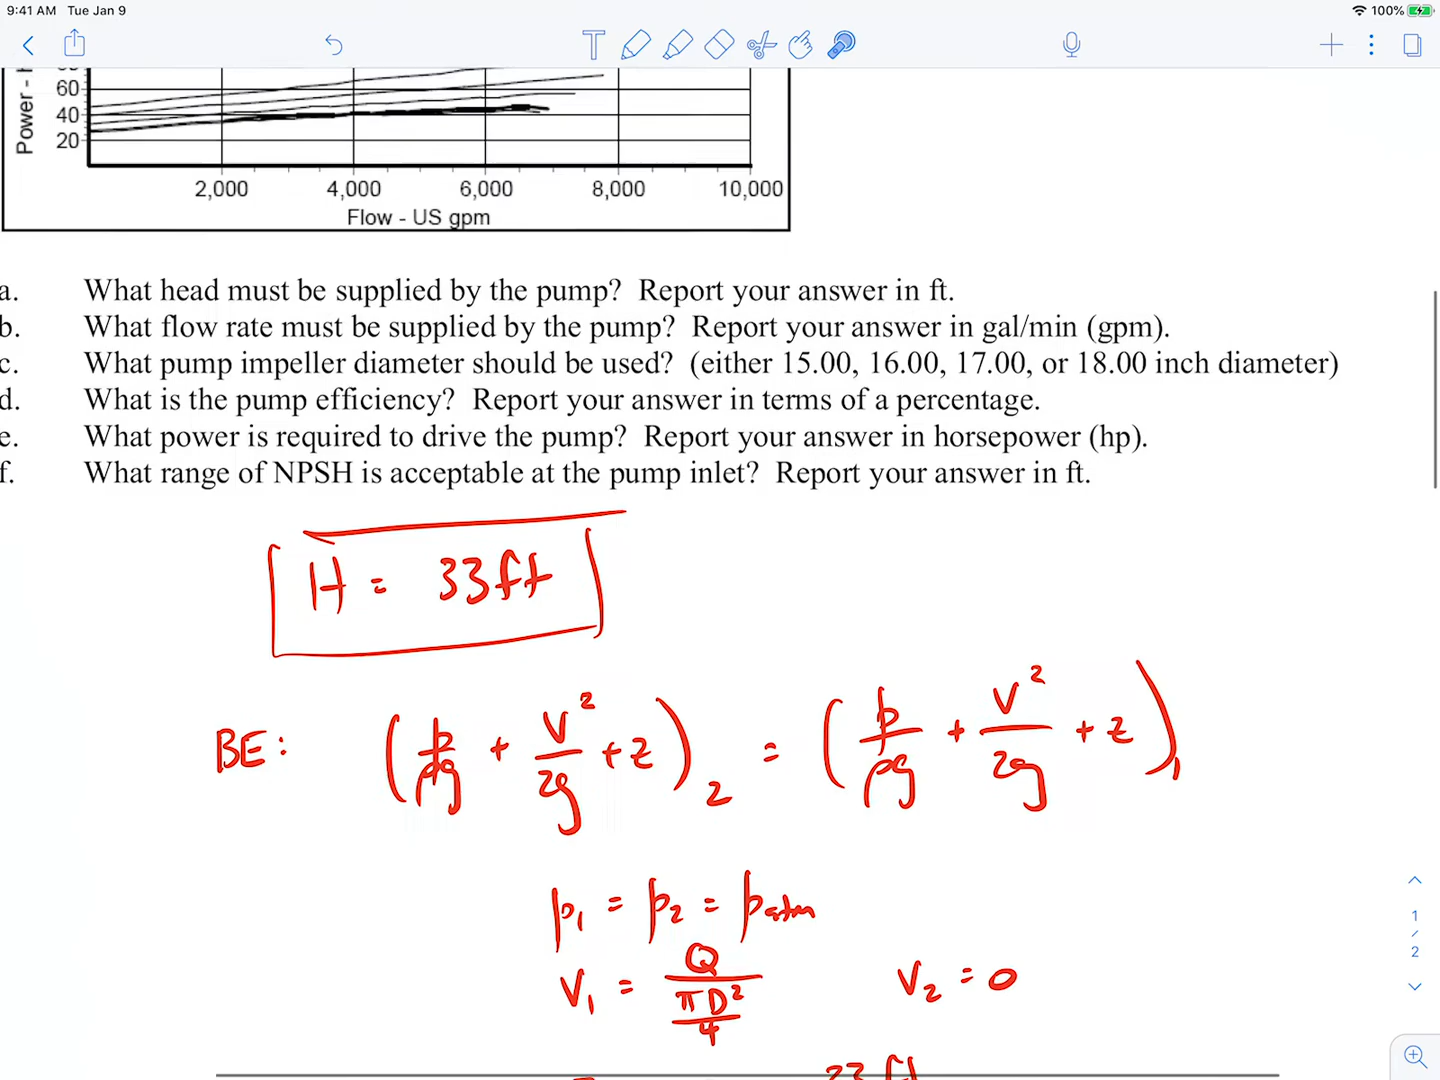 9:41 AM Tue Jan 9
100%
T
Power -
60
40
20
2,000 4,000 6,000 8,000 10,000
Flow - US gpm
a. What head must be supplied by the pump? Report your answer in ft.
b. What flow rate must be supplied by the pump? Report your answer in gal/min (gpm).
c. What pump impeller diameter should be used? (either 15.00, 16.00, 17.00, or 18.00 inch diameter)
d. What is the pump efficiency? Report your answer in terms of a percentage.
e. What power is required to drive the pump? Report your answer in horsepower (hp).
f. What range of NPSH is acceptable at the pump inlet? Report your answer in ft.
H = 33 ft
BE: (p/ρg + V²/2g + z)₂ = (p/ρg + V²/2g + z)₁
p₁ = p₂ = patm
V₁ = Q/(πD²/4) V₂ = 0
33 ft
1/2